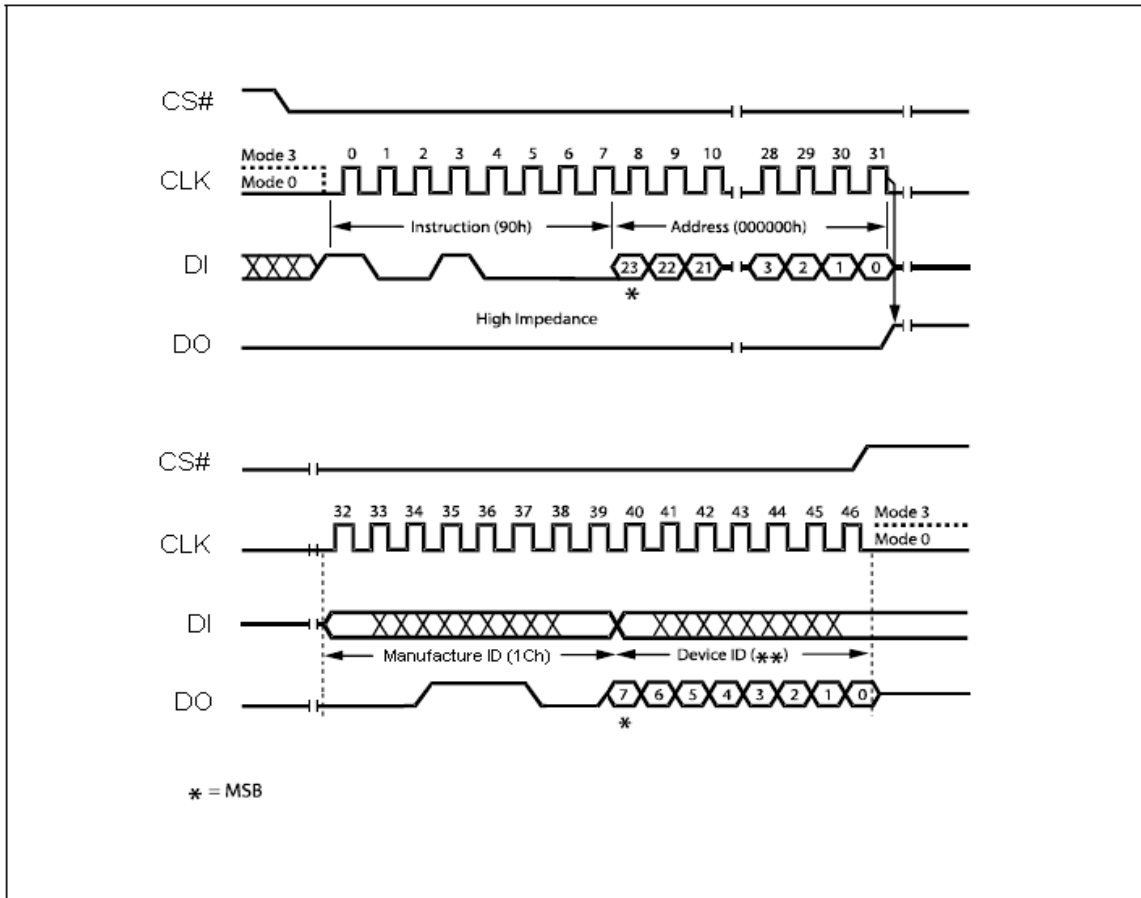 CS#
Mode 3
0 1 2 3 4 5 6 7 8 9 10 28 29 30 31
CLK
Mode 0
Instruction (90h) Address (000000h)
DI
23 22 21 3 2 1 0
*
High Impedance
DO
CS#
32 33 34 35 36 37 38 39 40 41 42 43 44 45 46
Mode 3
CLK
Mode 0
DI
Manufacture ID (1Ch) Device ID (**)
DO
7 6 5 4 3 2 1 0
*
* = MSB